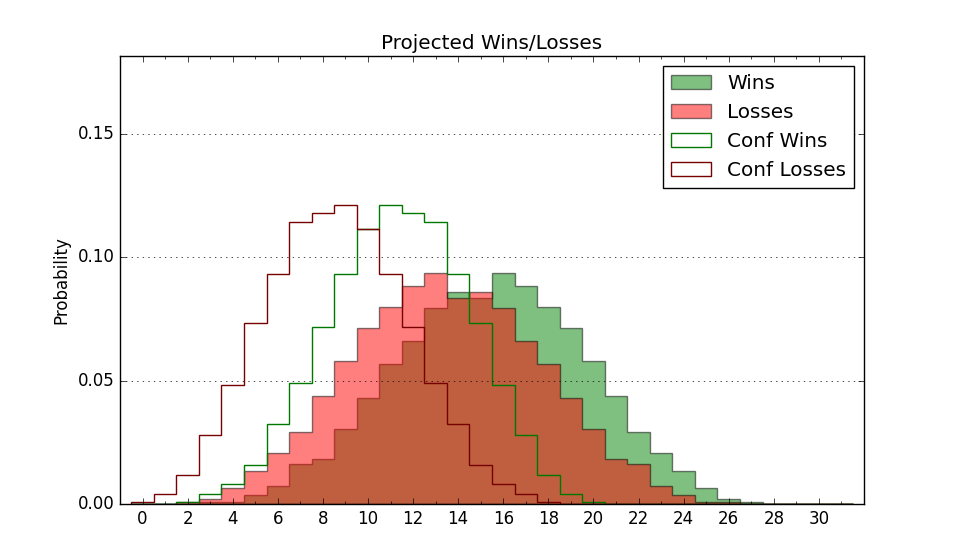 Projected Wins/Losses
Wins
Losses
Conf Wins
Conf Losses
Probability
0.15
0.10
0.05
0.00
0 2 4 6 8 10 12 14 16 18 20 22 24 26 28 30